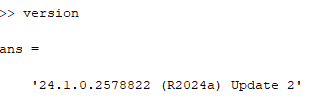 >> version
ans =
'24.1.0.2578822 (R2024a) Update 2'